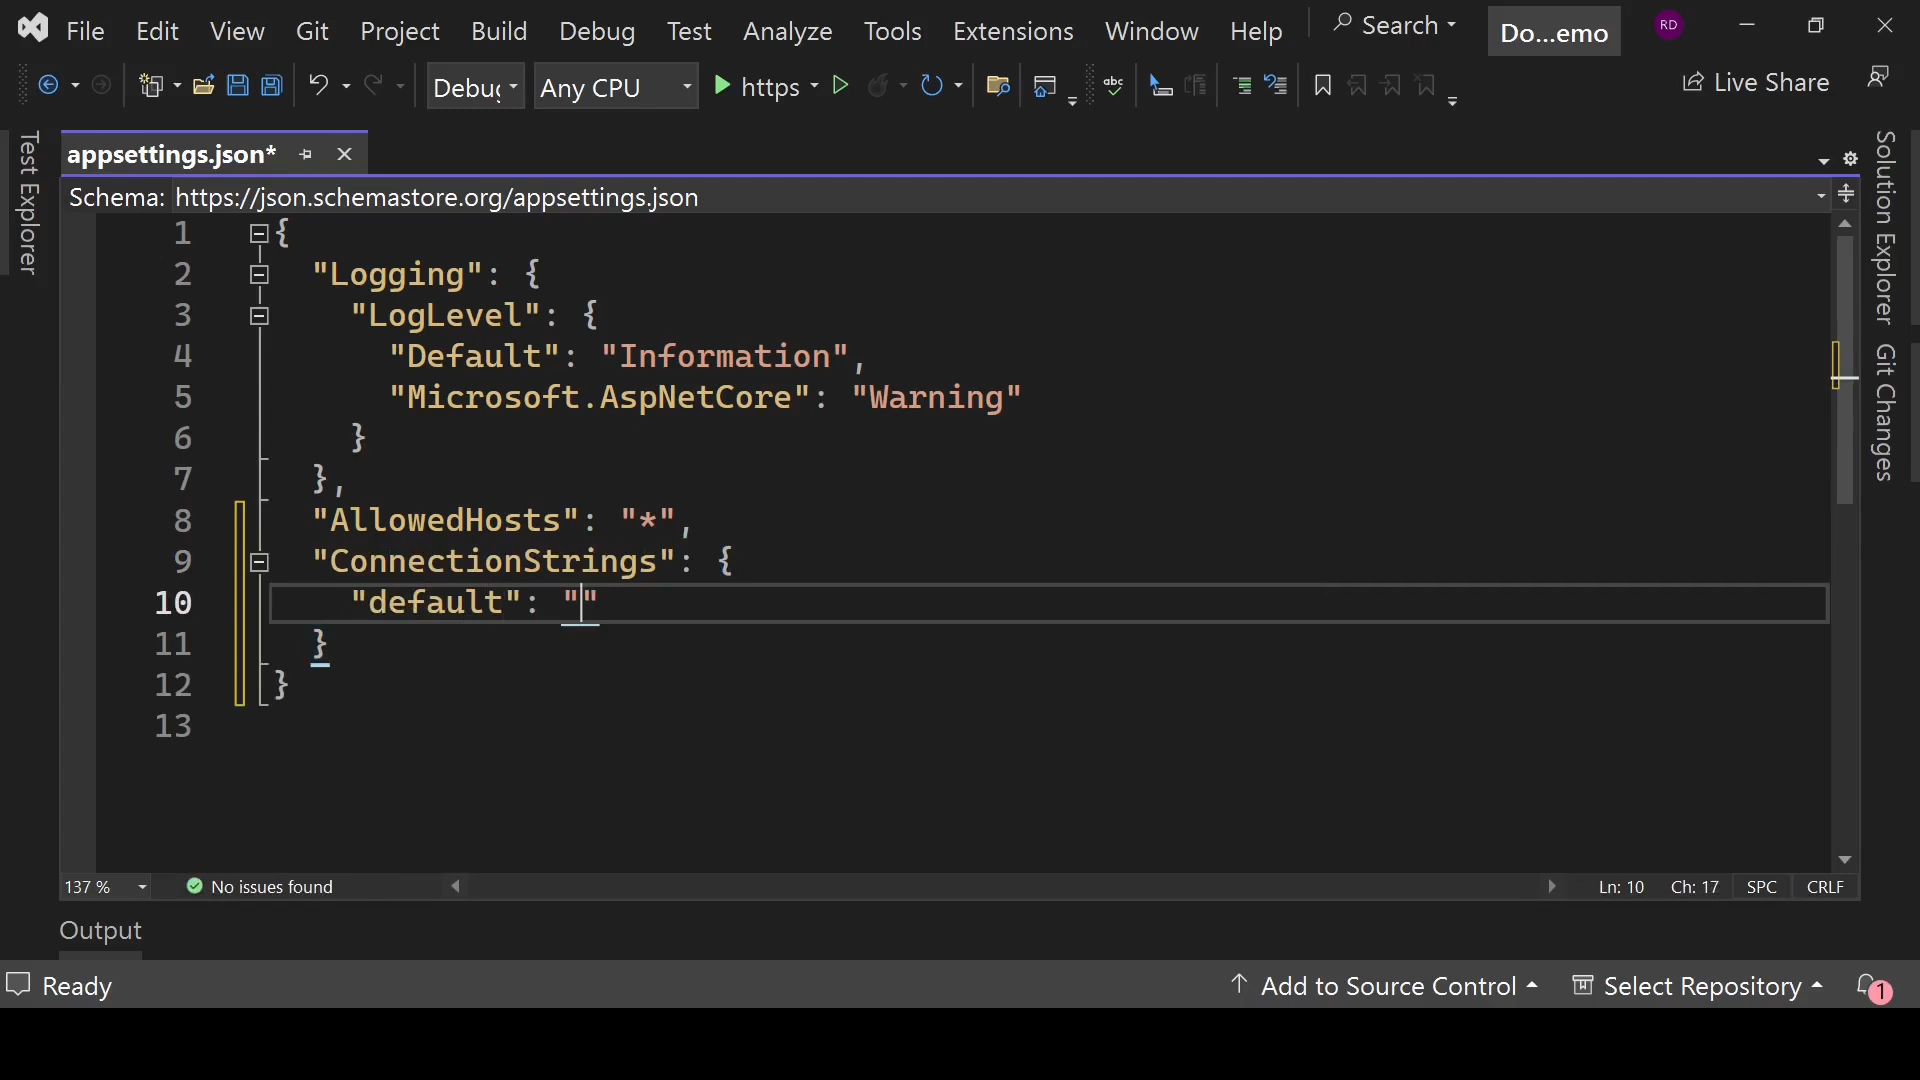 File Edit View Git Project Build Debug Test Analyze Tools Extensions Window Help Search Do...emo RD
Any CPU https abc Live Share
Test Explorer
appsettings.json*
Schema: https://json.schemastore.org/appsettings.json
1 {
2 "Logging": {
3 "LogLevel": {
4 "Default": "Information",
5 "Microsoft.AspNetCore": "Warning"
6 }
7 },
8 "AllowedHosts": "*",
9 "ConnectionStrings": {
10 "default": ""
11 }
12 }
13
Solution Explorer
Git Changes
137 % No issues found Ln: 10 Ch: 17 SPC CRLF
Output
Ready Add to Source Control Select Repository 1